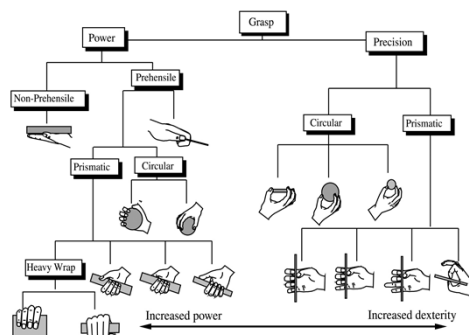 Grasp
Power
Precision
Prehensile
Non-Prehensile
Circular
Prismatic
Prismatic
Circular
Heavy Wrap
Increased power
Increased dexterity